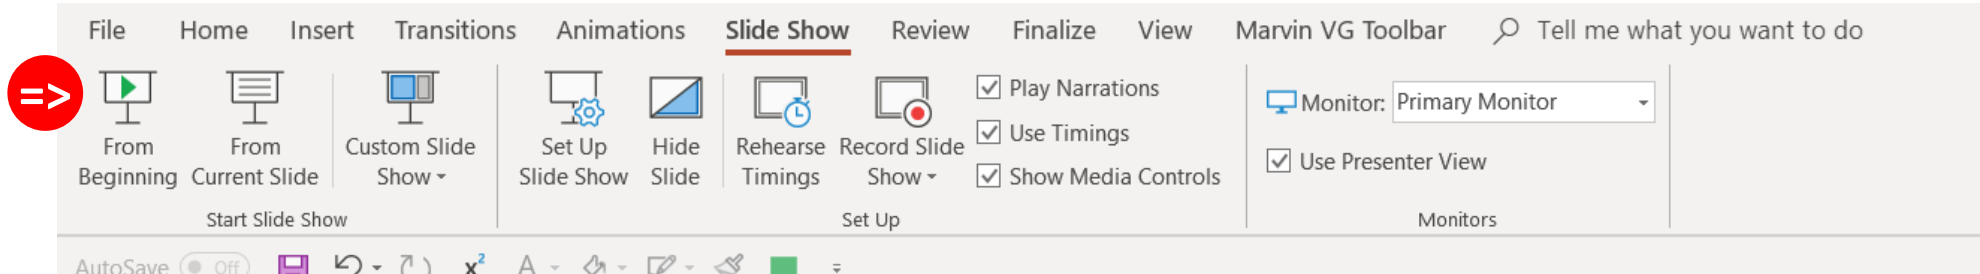 File Home Insert Transitions Animations Slide Show Review Finalize View Marvin VG Toolbar Tell me what you want to do
=>
From Beginning
From Current Slide
Custom Slide Show
Set Up Slide Show
Hide Slide
Rehearse Timings
Record Slide Show
Play Narrations
Use Timings
Show Media Controls
Monitor: Primary Monitor
Use Presenter View
Start Slide Show
Set Up
Monitors
AutoSave Off x² A